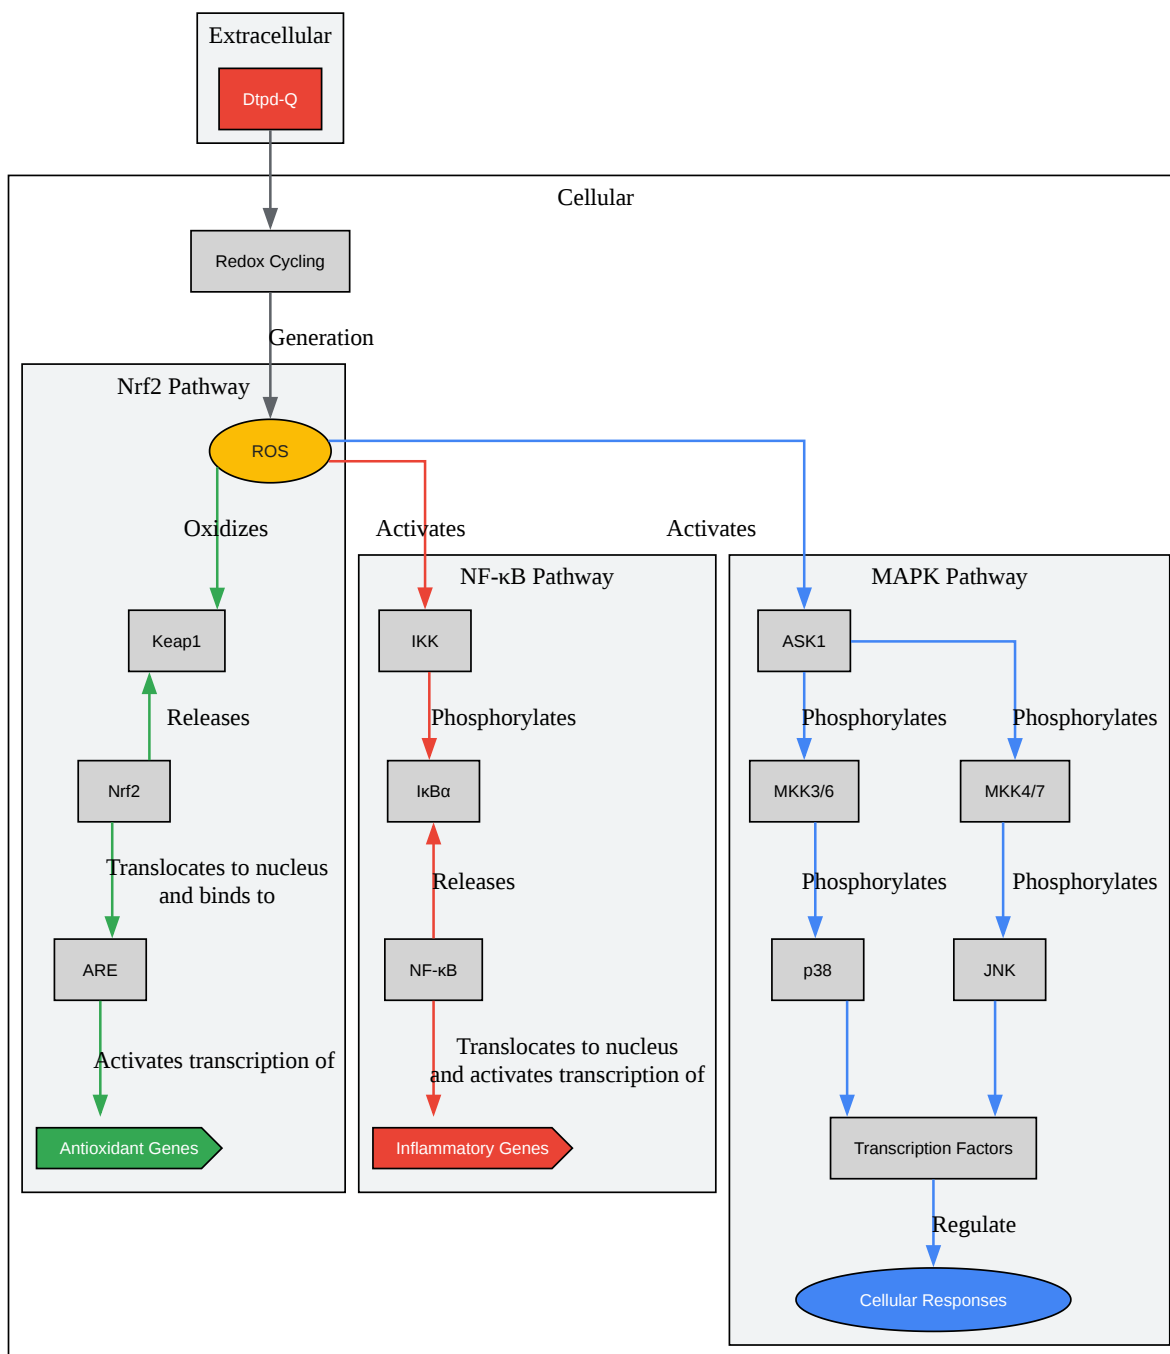 Extracellular
Dtpd-Q
Cellular
Redox Cycling
Generation
Nrf2 Pathway
ROS
Oxidizes
Activates
Activates
NF-κB Pathway
MAPK Pathway
Keap1
IKK
ASK1
Releases
Phosphorylates
Phosphorylates
Phosphorylates
Nrf2
IκBα
MKK3/6
MKK4/7
Translocates to nucleus
and binds to
Releases
Phosphorylates
Phosphorylates
ARE
NF-κB
p38
JNK
Activates transcription of
Translocates to nucleus
and activates transcription of
Antioxidant Genes
Inflammatory Genes
Transcription Factors
Regulate
Cellular Responses